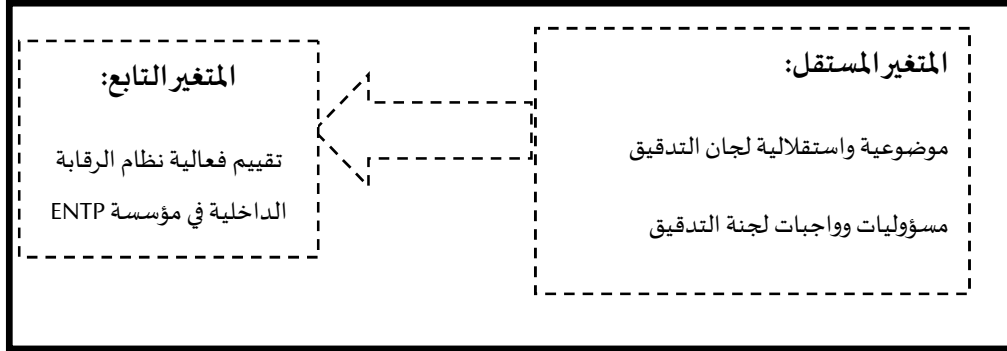 المتغير المستقل:
موضوعية واستقلالية لجان التدقيق
مسؤوليات وواجبات لجنة التدقيق
المتغير التابع:
تقييم فعالية نظام الرقابة
الداخلية في مؤسسة ENTP